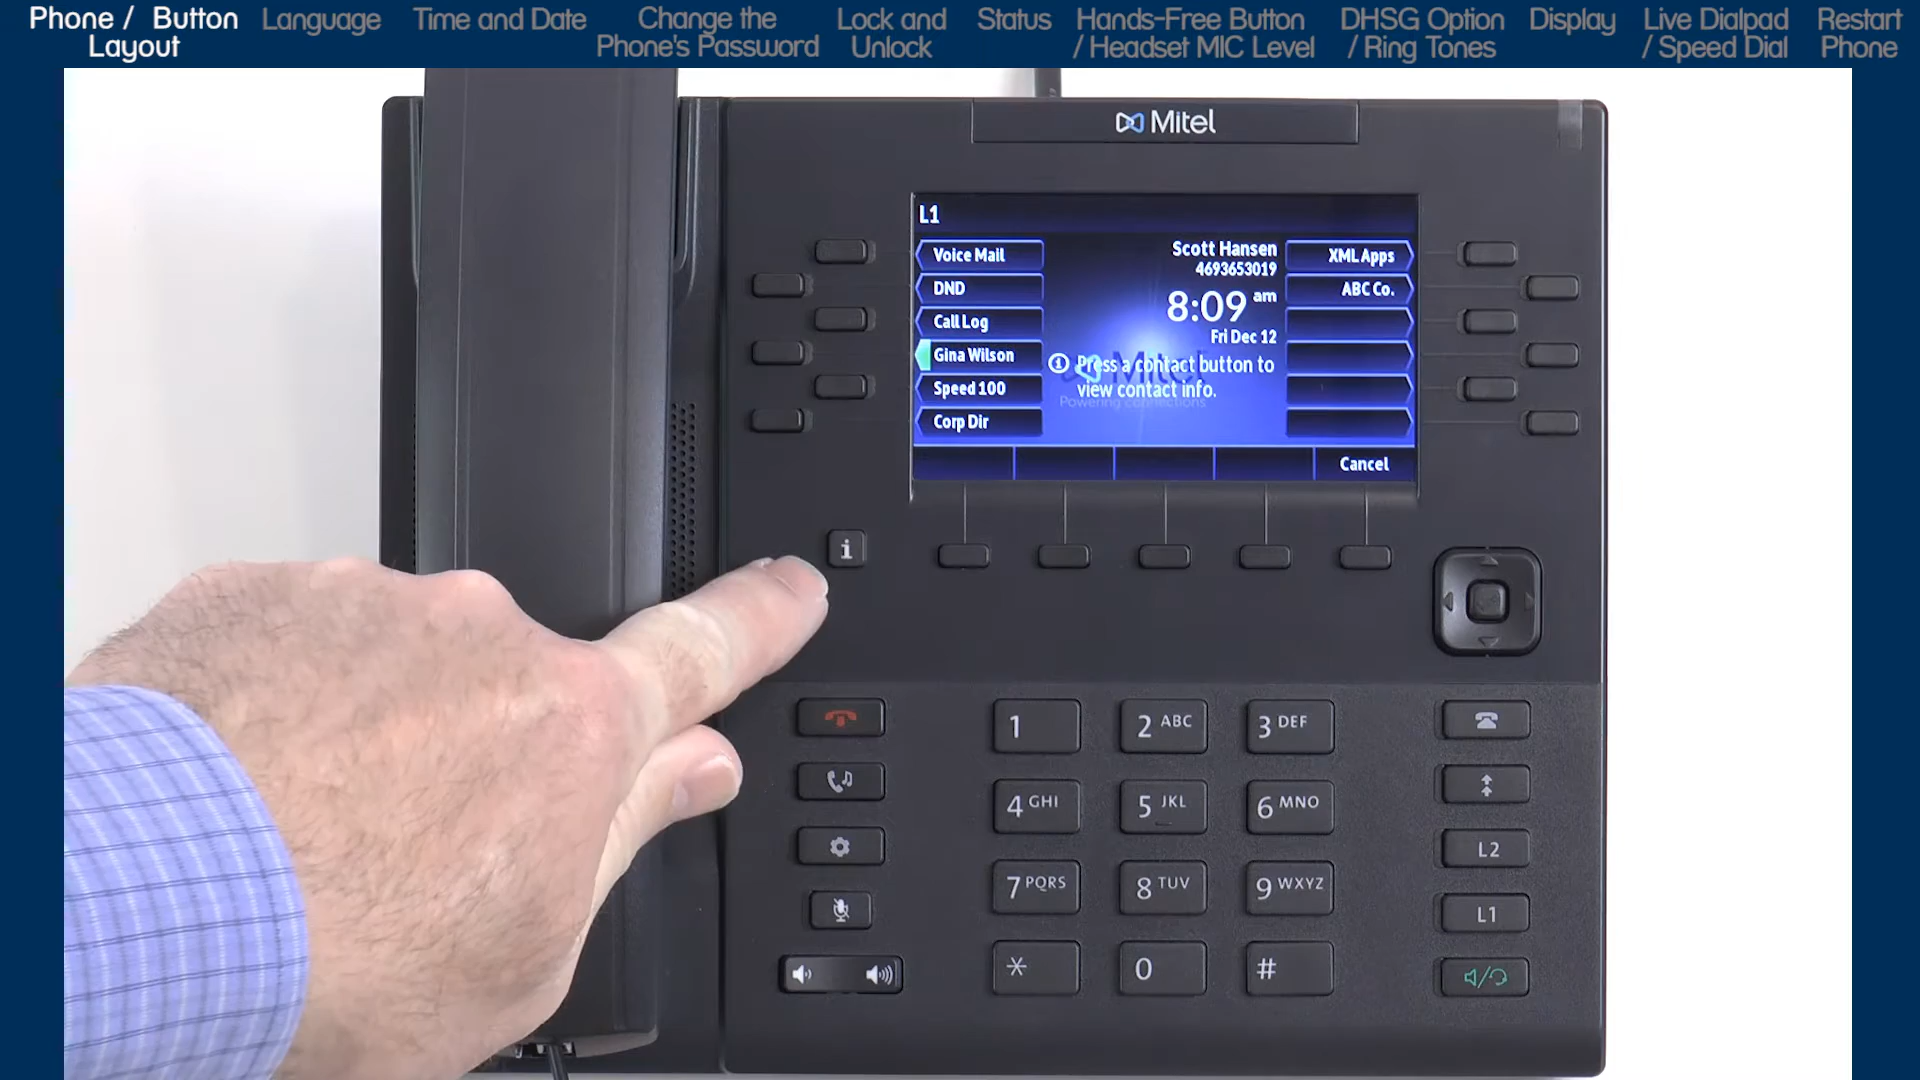 Phone / Button
Layout
Language
Time and Date
Change the
Phone's Password
Lock and
Unlock
Status
Hands-Free Button
/ Headset MIC Level
DHSG Option
/ Ring Tones
Display
Live Dialpad
/ Speed Dial
Restart
Phone
Mitel
L1
Voice Mail
DND
Call Log
Gina Wilson
Speed 100
Corp Dir
Scott Hansen
4693653019
8:09 am
Fri Dec 12
Press a contact button to
view contact info.
Mitel
Powering connections
XML Apps
ABC Co.
Cancel
i
1
2 ABC
3 DEF
4 GHI
5 JKL
6 MNO
7 PQRS
8 TUV
9 WXYZ
*
0
#
L2
L1